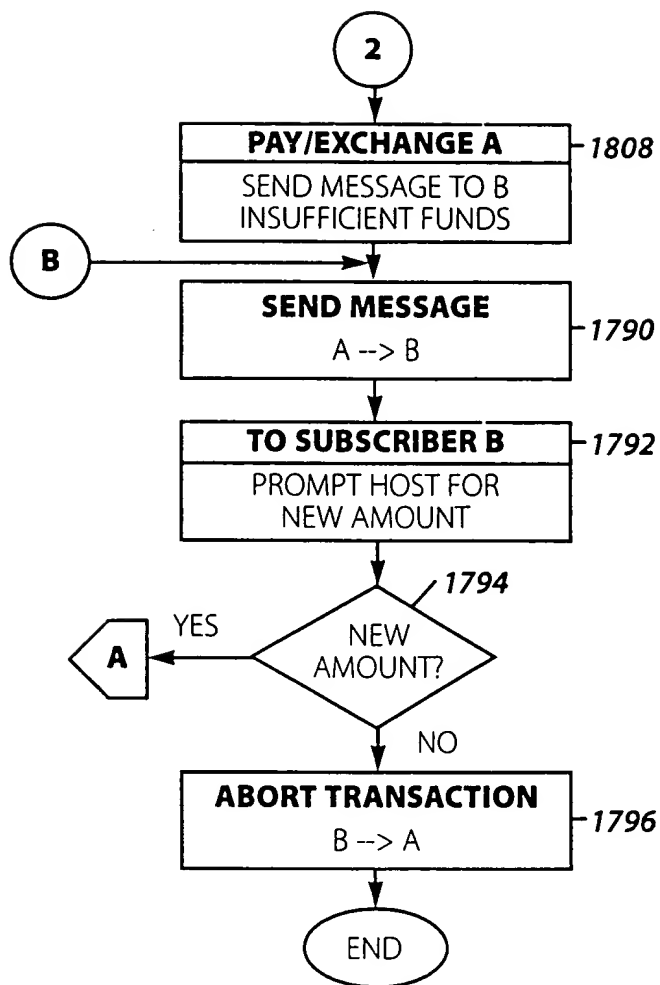 2
PAY/EXCHANGE A
1808
SEND MESSAGE TO B
INSUFFICIENT FUNDS
B
SEND MESSAGE
1790
A --> B
TO SUBSCRIBER B
1792
PROMPT HOST FOR
NEW AMOUNT
1794
YES
A
NEW
AMOUNT?
NO
ABORT TRANSACTION
1796
B --> A
END